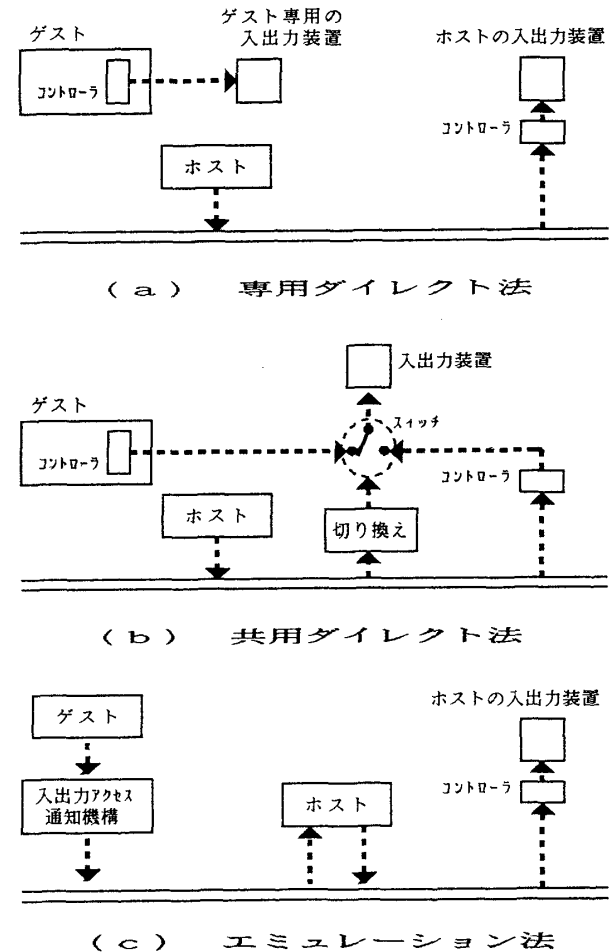 ゲスト専用の
入出力装置
ゲスト
コントローラ
ホストの入出力装置
コントローラ
ホスト
(a) 専用ダイレクト法
入出力装置
ゲスト
コントローラ
スイッチ
コントローラ
ホスト
切り換え
(b) 共用ダイレクト法
ホストの入出力装置
ゲスト
コントローラ
入出力アクセス
通知機構
ホスト
(c) エミュレーション法